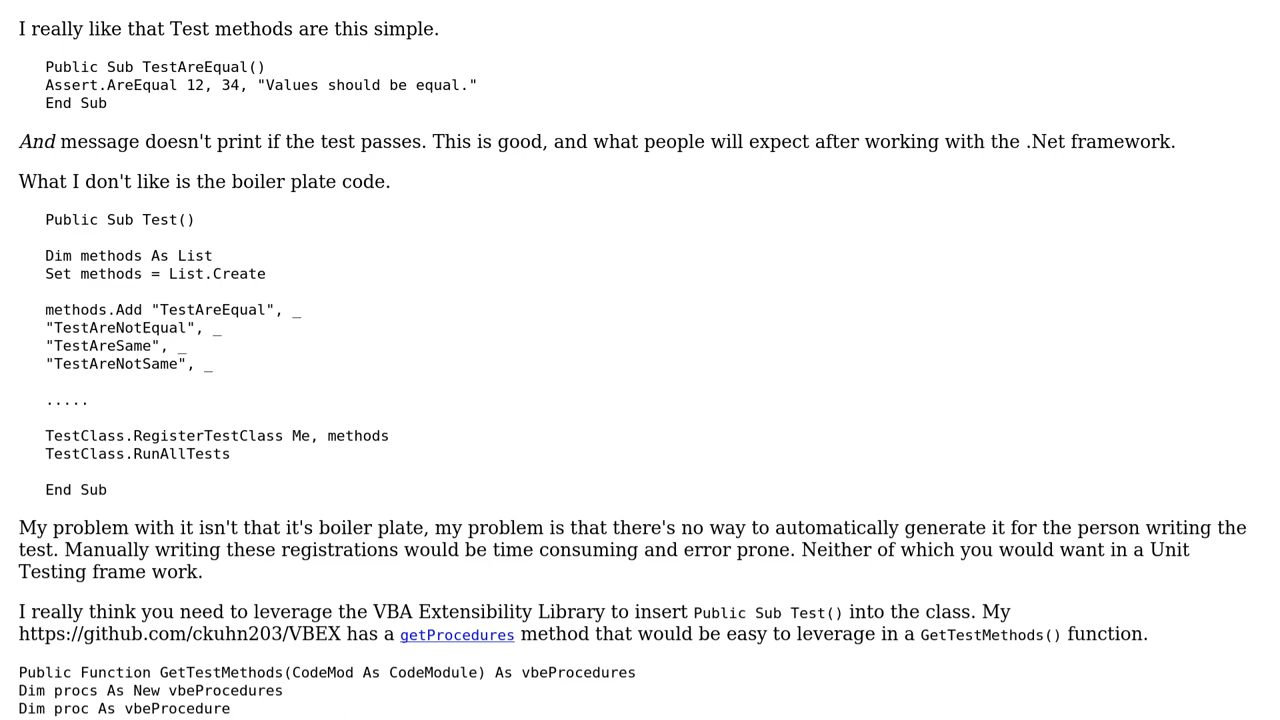 I really like that Test methods are this simple.
Public Sub TestAreEqual()
Assert.AreEqual 12, 34, "Values should be equal."
End Sub
And message doesn't print if the test passes. This is good, and what people will expect after working with the .Net framework.
What I don't like is the boiler plate code.
Public Sub Test()
Dim methods As List
Set methods = List.Create
methods.Add "TestAreEqual", _
"TestAreNotEqual", _
"TestAreSame", _
"TestAreNotSame", _
.....
TestClass.RegisterTestClass Me, methods
TestClass.RunAllTests
End Sub
My problem with it isn't that it's boiler plate, my problem is that there's no way to automatically generate it for the person writing the
test. Manually writing these registrations would be time consuming and error prone. Neither of which you would want in a Unit
Testing frame work.
I really think you need to leverage the VBA Extensibility Library to insert Public Sub Test() into the class. My
https://github.com/ckuhn203/VBEX has a getProcedures method that would be easy to leverage in a GetTestMethods() function.
Public Function GetTestMethods(CodeMod As CodeModule) As vbeProcedures
Dim procs As New vbeProcedures
Dim proc As vbeProcedure